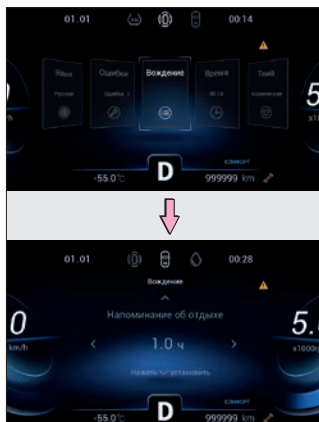 01.01 00:14
Язык Ошибки Вождение Время Тема
Русский Ошибка 00:14
5
km/h x10
КОМФОРТ
-55.0°C D 999999 km
01.01 00:28
Вождение
Напоминание об отдыхе
0 5.
km/h 1.0 ч x1000
Нажать установить
КОМФОРТ
-55.0°C D 999999 km